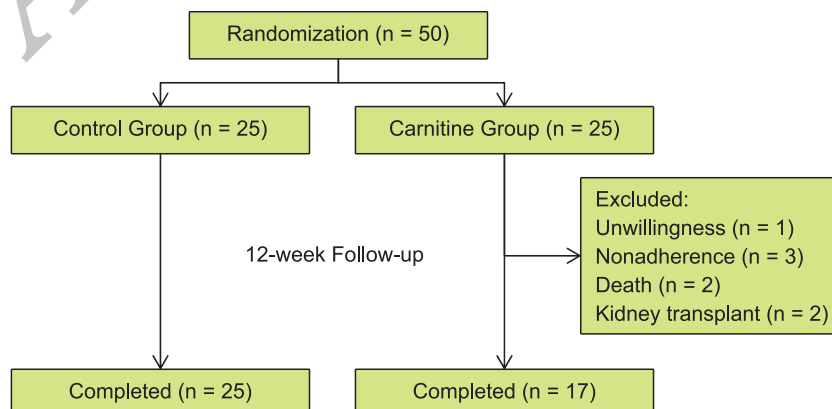 Randomization (n = 50)
Control Group (n = 25)
Carnitine Group (n = 25)
Excluded:
Unwillingness (n = 1)
Nonadherence (n = 3)
Death (n = 2)
Kidney transplant (n = 2)
12-week Follow-up
Completed (n = 25)
Completed (n = 17)